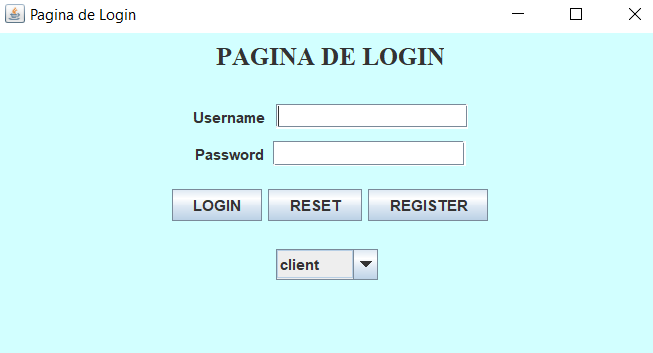 Pagina de Login
PAGINA DE LOGIN
Username
Password
LOGIN RESET REGISTER
client